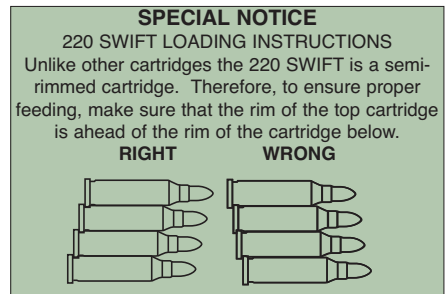 SPECIAL NOTICE
220 SWIFT LOADING INSTRUCTIONS
Unlike other cartridges the 220 SWIFT is a semi-
rimmed cartridge.  Therefore, to ensure proper
feeding, make sure that the rim of the top cartridge
is ahead of the rim of the cartridge below.
RIGHT WRONG